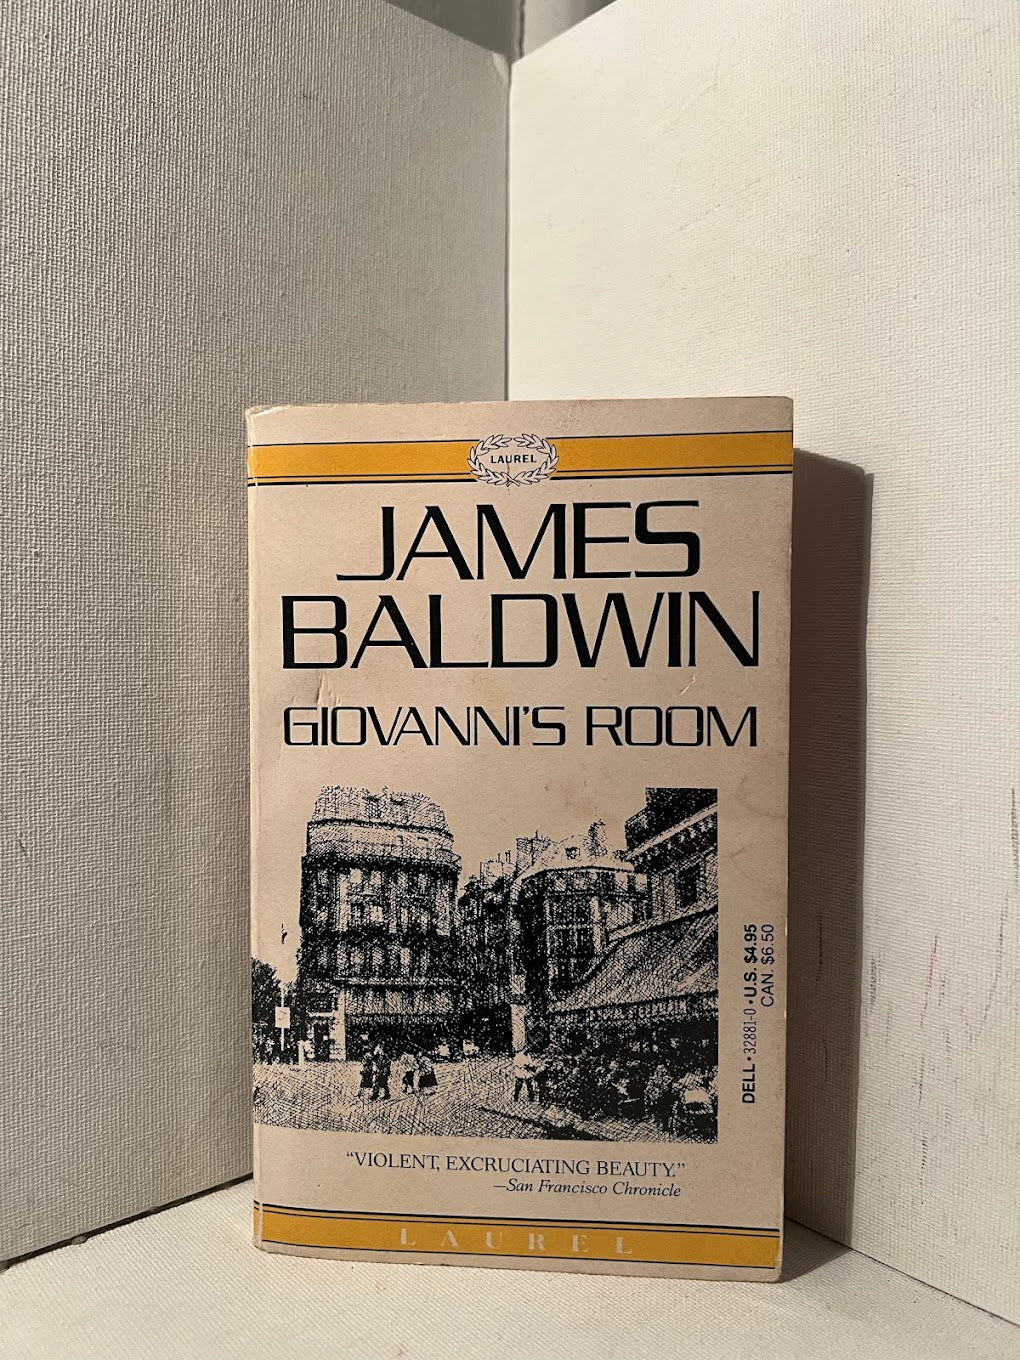 LAUREL
JAMES
BALDWIN
GIOVANNI'S ROOM
DELL • 32881-0 • U.S. $4.95
CAN. $6.50
“VIOLENT, EXCRUCIATING BEAUTY.”
—San Francisco Chronicle
LAUREL